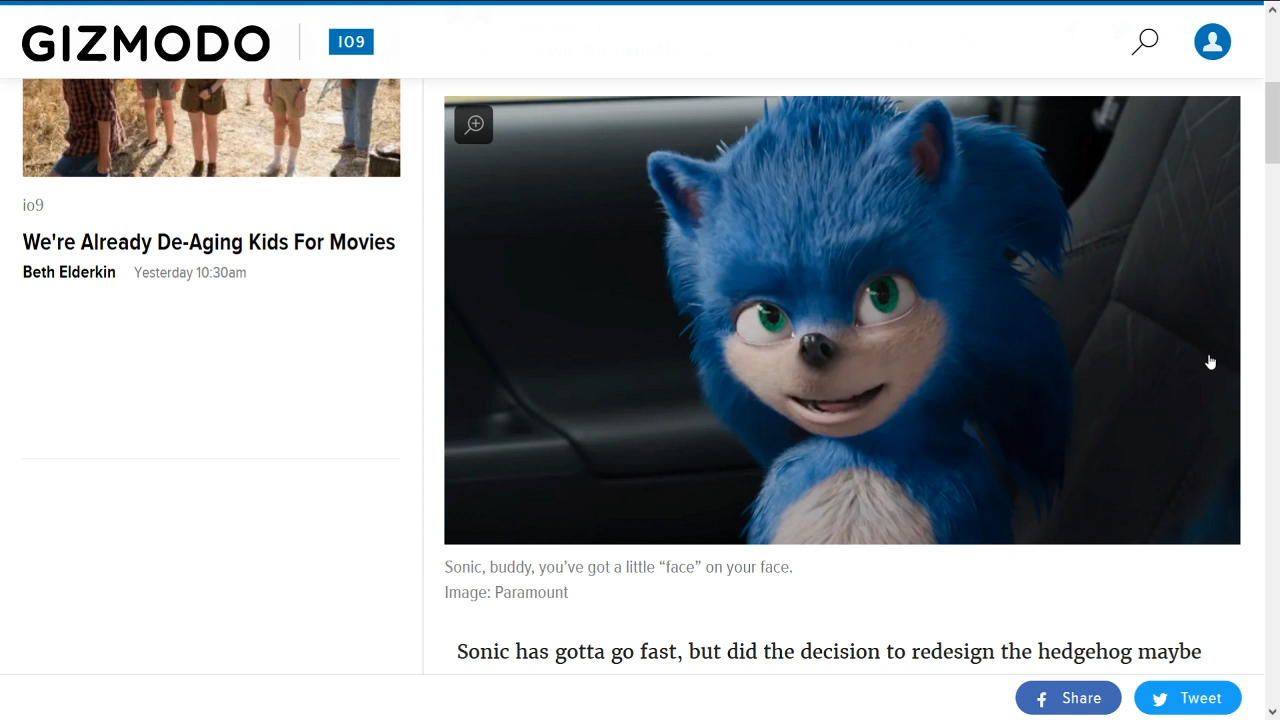 GIZMODO
IO9
io9
We're Already De-Aging Kids For Movies
Beth Elderkin Yesterday 10:30am
Sonic, buddy, you've got a little “face” on your face.
Image: Paramount
Sonic has gotta go fast, but did the decision to redesign the hedgehog maybe
Share
Tweet